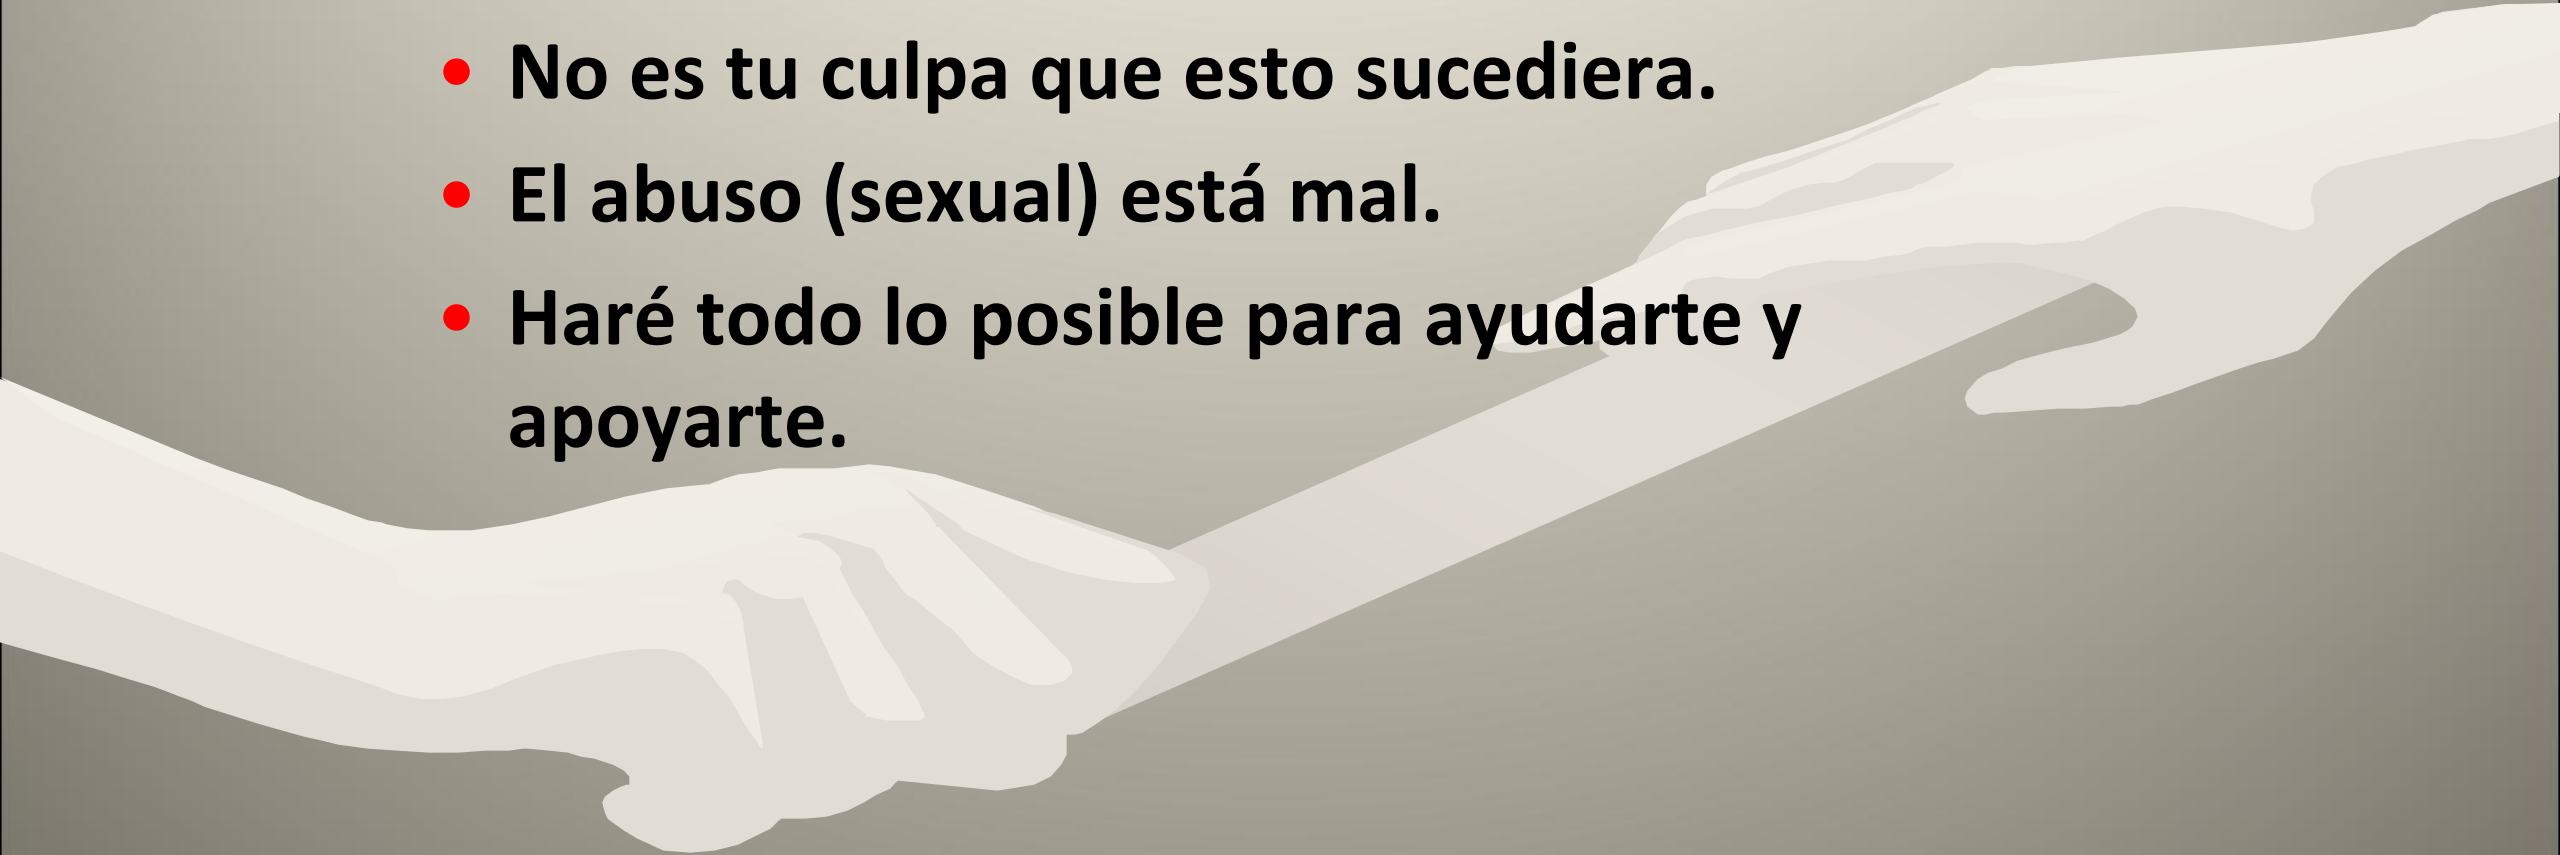 • No es tu culpa que esto sucediera.
• El abuso (sexual) está mal.
• Haré todo lo posible para ayudarte y
apoyarte.